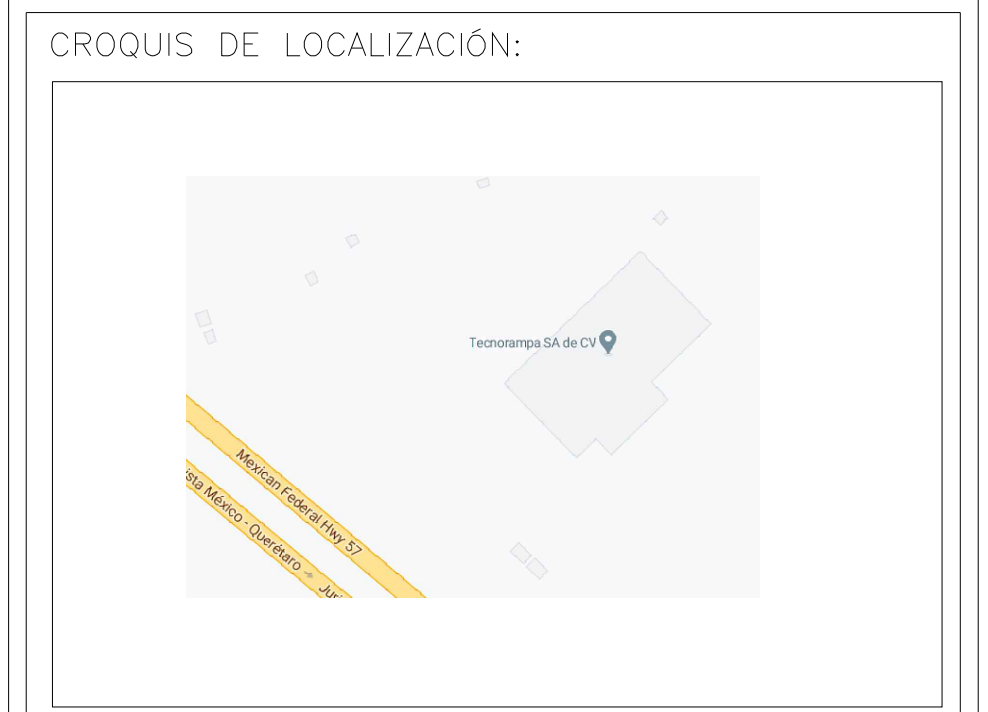 CROQUIS DE LOCALIZACIÓN:
Tecnorampa SA de CV
Mexican Federal Hwy 57
ista México - Querétaro